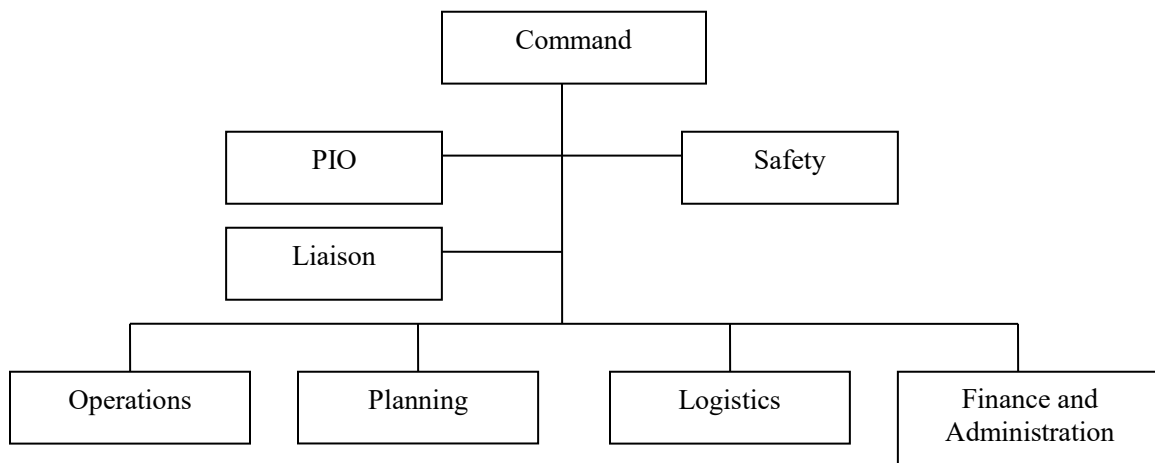 Command
PIO
Safety
Liaison
Operations
Planning
Logistics
Finance and
Administration